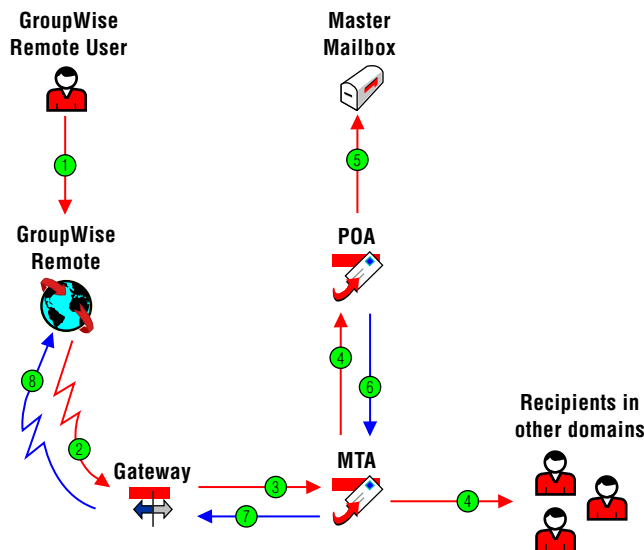 GroupWise
Remote User
Master
Mailbox
1
5
GroupWise
Remote
POA
8
4
6
2
Recipients in
other domains
Gateway
MTA
3
4
7